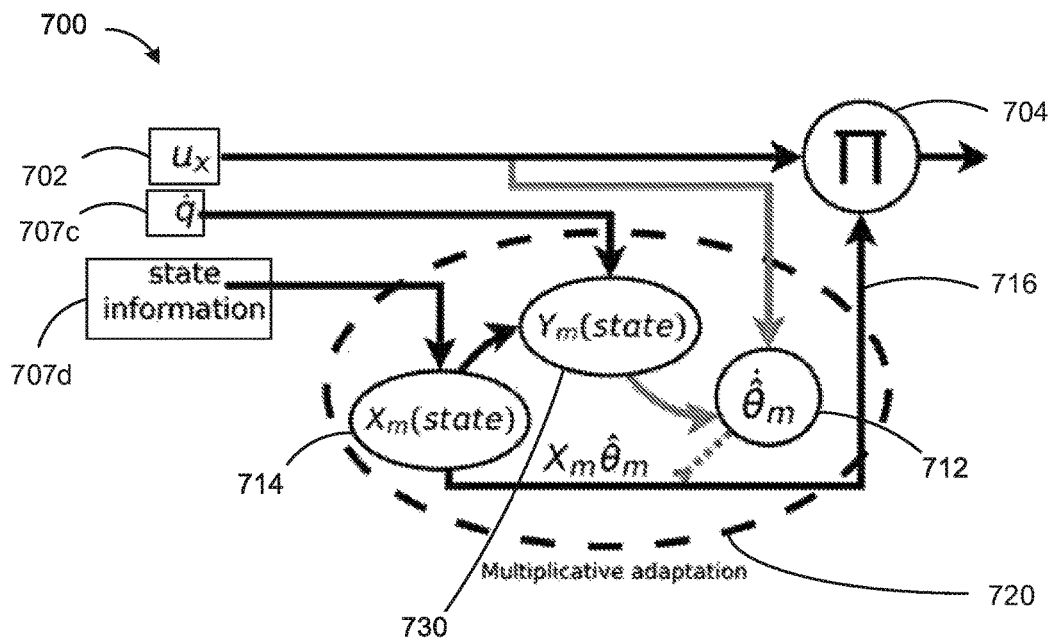 700
704
u_x
702
q̇
707c
state
information
716
707d
Y_m(state)
X_m(state)
θ̂̇_m
714
X_m θ̂_m
712
Multiplicative adaptation
720
730